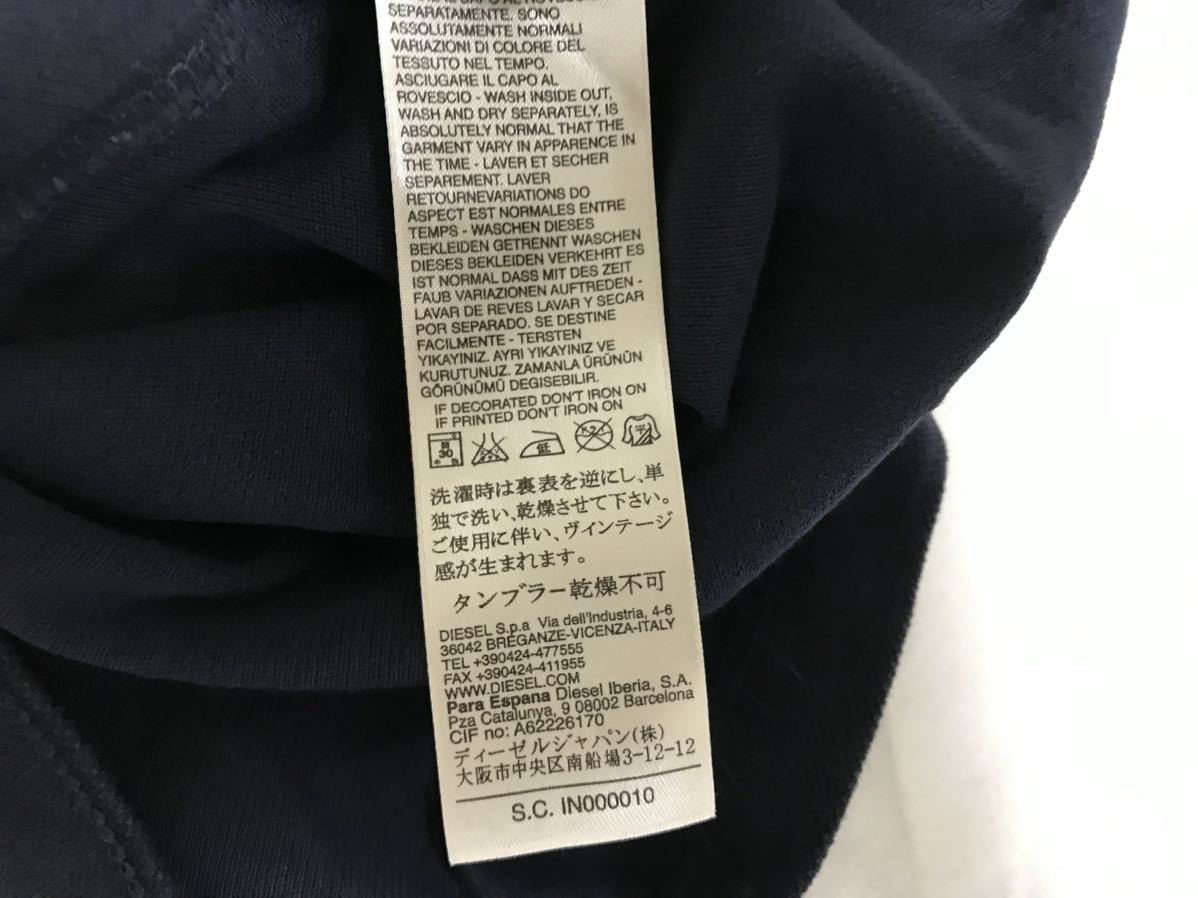 SEPARATAMENTE. SONO
ASSOLUTAMENTE NORMALI
VARIAZIONI DI COLORE DEL
TESSUTO NEL TEMPO.
ASCIUGARE IL CAPO AL
ROVESCIO - WASH INSIDE OUT,
WASH AND DRY SEPARATELY, IS
ABSOLUTELY NORMAL THAT THE
GARMENT VARY IN APPARENCE IN
THE TIME - LAVER ET SECHER
SEPAREMENT. LAVER
RETOURNEVARIATIONS DO
ASPECT EST NORMALES ENTRE
TEMPS - WASCHEN DIESES
BEKLEIDEN GETRENNT WASCHEN
DIESES BEKLEIDEN VERKEHRT ES
IST NORMAL DASS MIT DES ZEIT
FAUB VARIAZIONEN AUFTREDEN -
LAVAR DE REVES LAVAR Y SECAR
POR SEPARADO. SE DESTINE
FACILMENTE - TERSTEN
YIKAYINIZ. AYRI YIKAYINIZ VE
KURUTUNUZ. ZAMANLA ÜRÜNÜN
GÖRÜNÜMÜ DEGISEBILIR.
IF DECORATED DON'T IRON ON
IF PRINTED DON'T IRON ON
30 低 平
洗濯時は裏表を逆にし、単
独で洗い、乾燥させて下さい。
ご使用に伴い、ヴィンテージ
感が生まれます。
タンブラー乾燥不可
DIESEL S.p.a Via dell'Industria, 4-6
36042 BREGANZE-VICENZA-ITALY
TEL +390424-477555
FAX +390424-411955
WWW.DIESEL.COM
Para Espana Diesel Iberia, S.A.
Pza Catalunya, 9 08002 Barcelona
CIF no: A62226170
ディーゼルジャパン(株)
大阪市中央区南船場3-12-12
S.C. IN000010